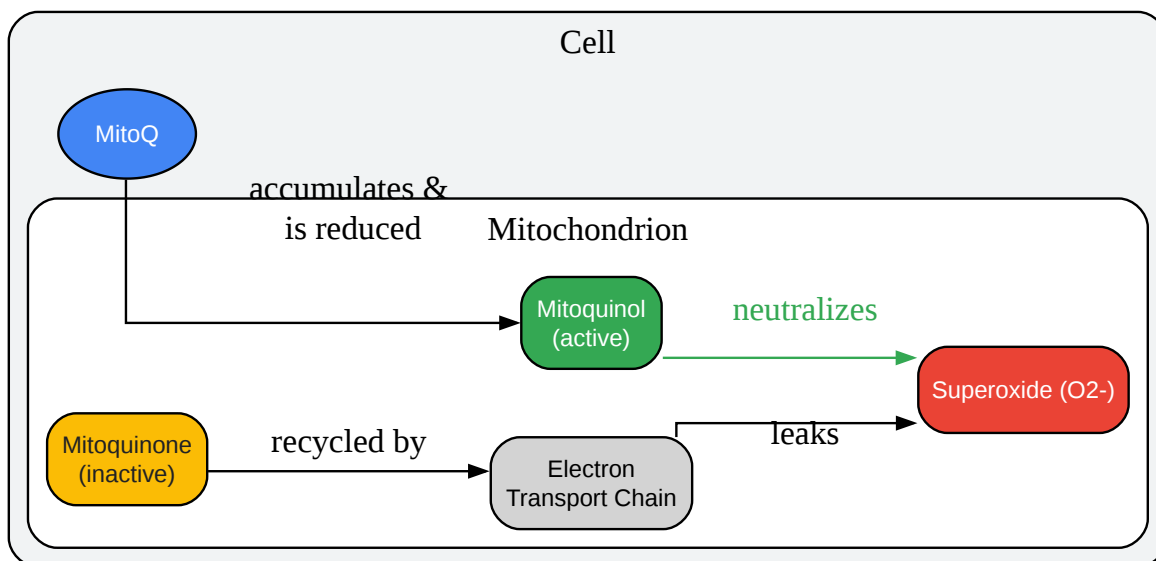 Cell
MitoQ
accumulates &
is reduced
Mitochondrion
Mitoquinol
(active)
neutralizes
Superoxide (O2-)
Mitoquinone
(inactive)
recycled by
Electron
Transport Chain
leaks